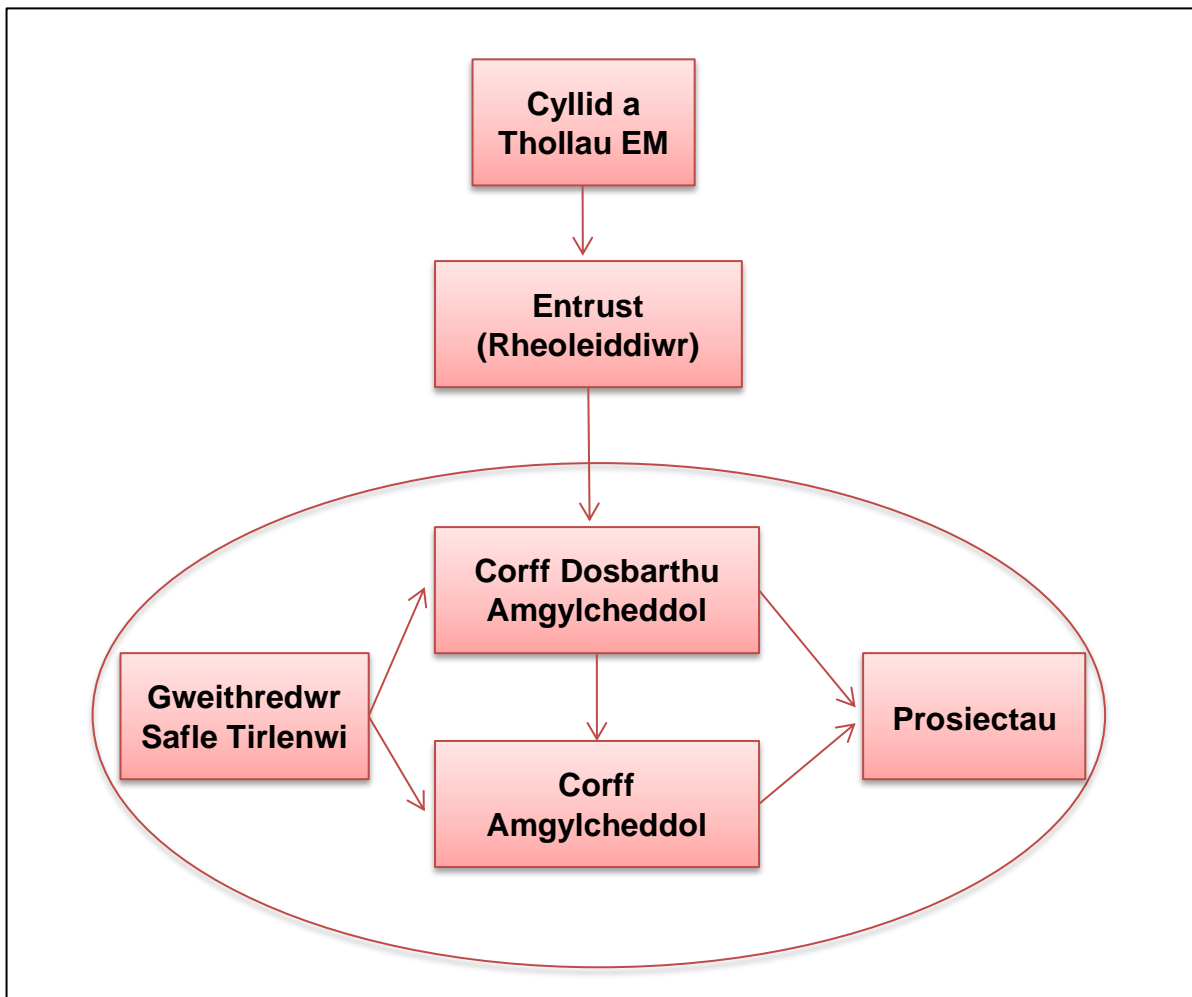 Cyllid a
Thollau EM
Entrust
(Rheoleiddiwr)
Corff Dosbarthu
Amgylcheddol
Gweithredwr
Safle Tirlenwi
Prosiectau
Corff
Amgylcheddol